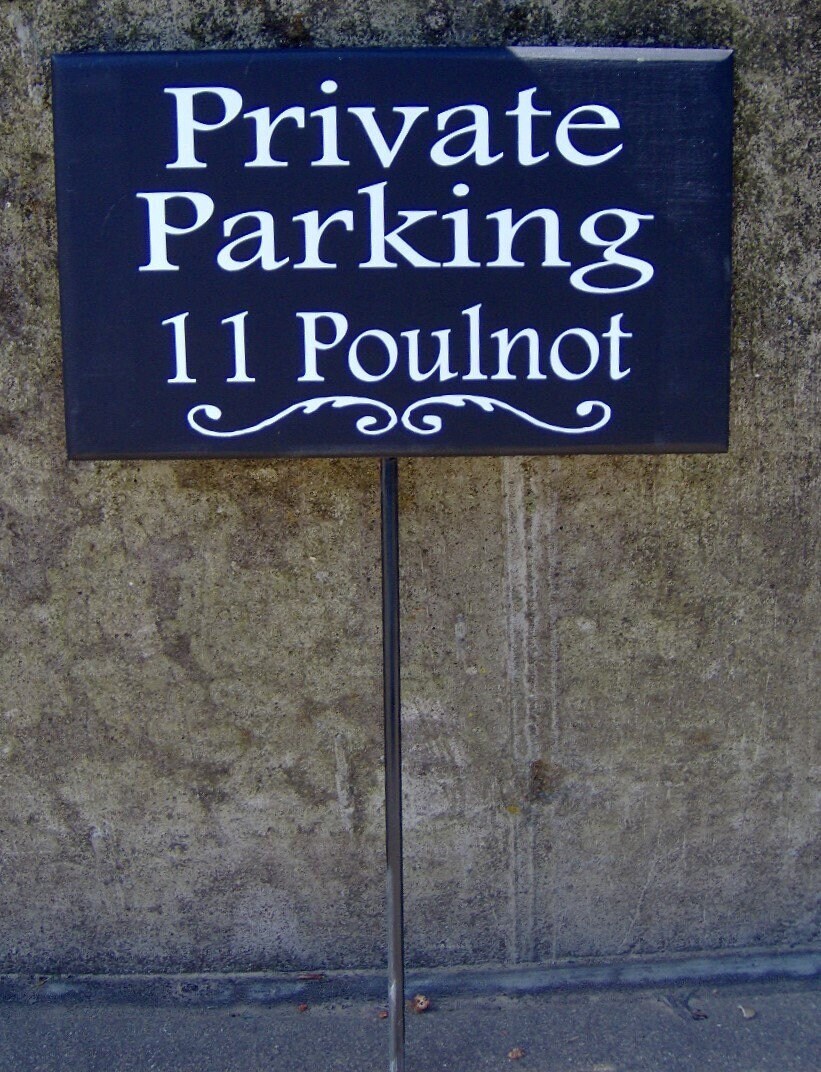 Private
Parking
11 Poulnot